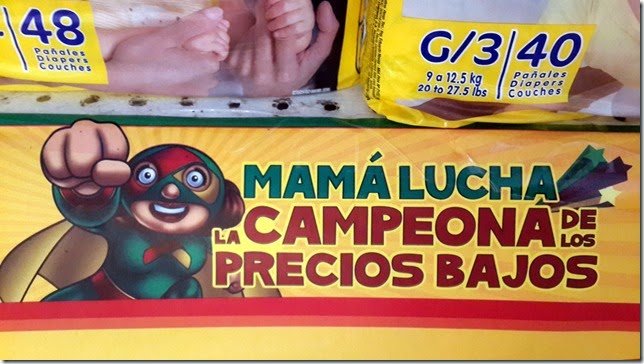 48
Pañales
Diapers
Couches
G/3 40
9 a 12.5 kg
20 to 27.5 lbs
Pañales
Diapers
Couches
MAMÁ LUCHA
LA CAMPEONA DE LOS
PRECIOS BAJOS